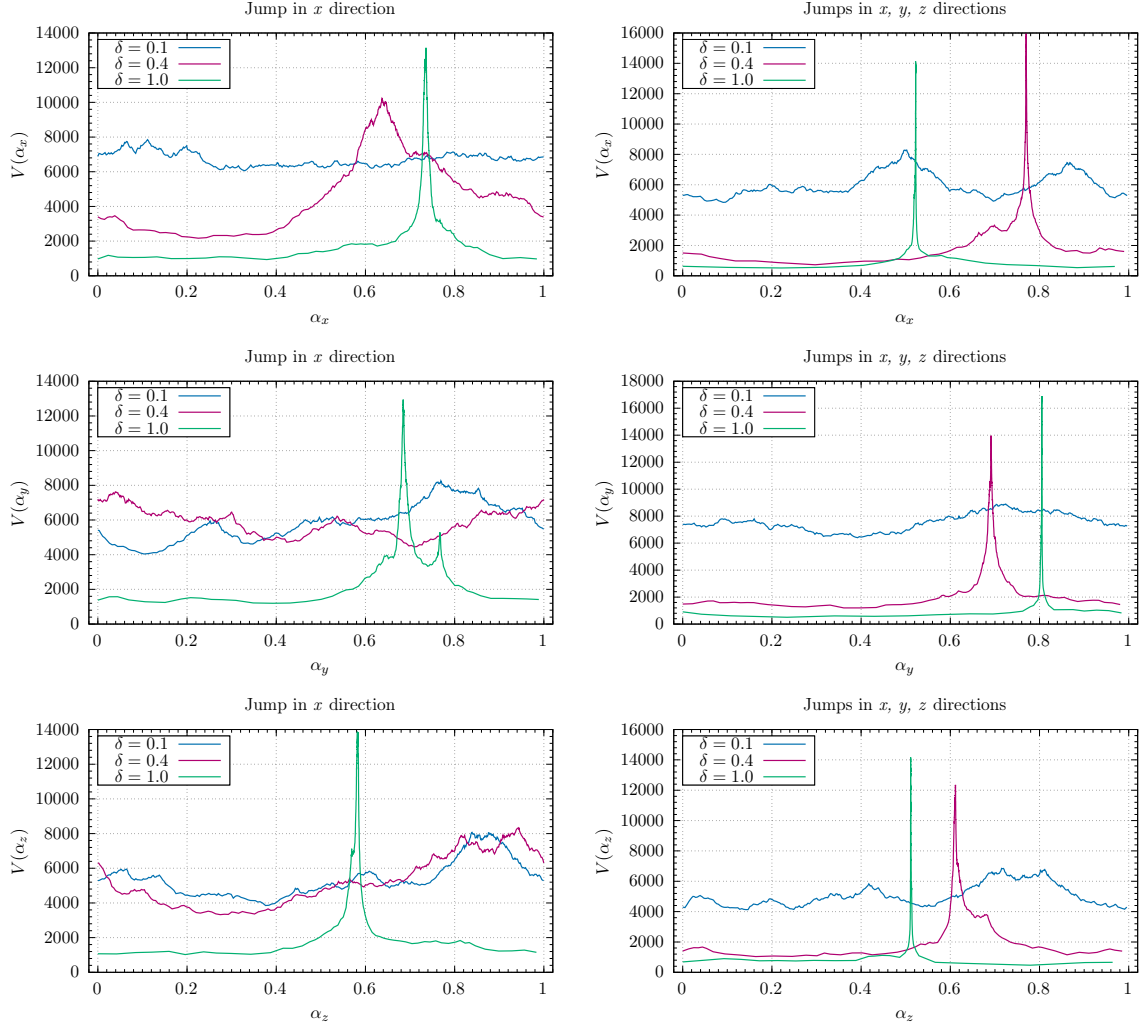 Jump in x direction
V(αx)
14000
12000
10000
8000
6000
4000
2000
0
δ = 0.1
δ = 0.4
δ = 1.0
0 0.2 0.4 0.6 0.8 1
αx
Jumps in x, y, z directions
V(αx)
16000
14000
12000
10000
8000
6000
4000
2000
0
δ = 0.1
δ = 0.4
δ = 1.0
0 0.2 0.4 0.6 0.8 1
αx
Jump in x direction
V(αy)
14000
12000
10000
8000
6000
4000
2000
0
δ = 0.1
δ = 0.4
δ = 1.0
0 0.2 0.4 0.6 0.8 1
αy
Jumps in x, y, z directions
V(αy)
18000
16000
14000
12000
10000
8000
6000
4000
2000
0
δ = 0.1
δ = 0.4
δ = 1.0
0 0.2 0.4 0.6 0.8 1
αy
Jump in x direction
V(αz)
14000
12000
10000
8000
6000
4000
2000
0
δ = 0.1
δ = 0.4
δ = 1.0
0 0.2 0.4 0.6 0.8 1
αz
Jumps in x, y, z directions
V(αz)
16000
14000
12000
10000
8000
6000
4000
2000
0
δ = 0.1
δ = 0.4
δ = 1.0
0 0.2 0.4 0.6 0.8 1
αz